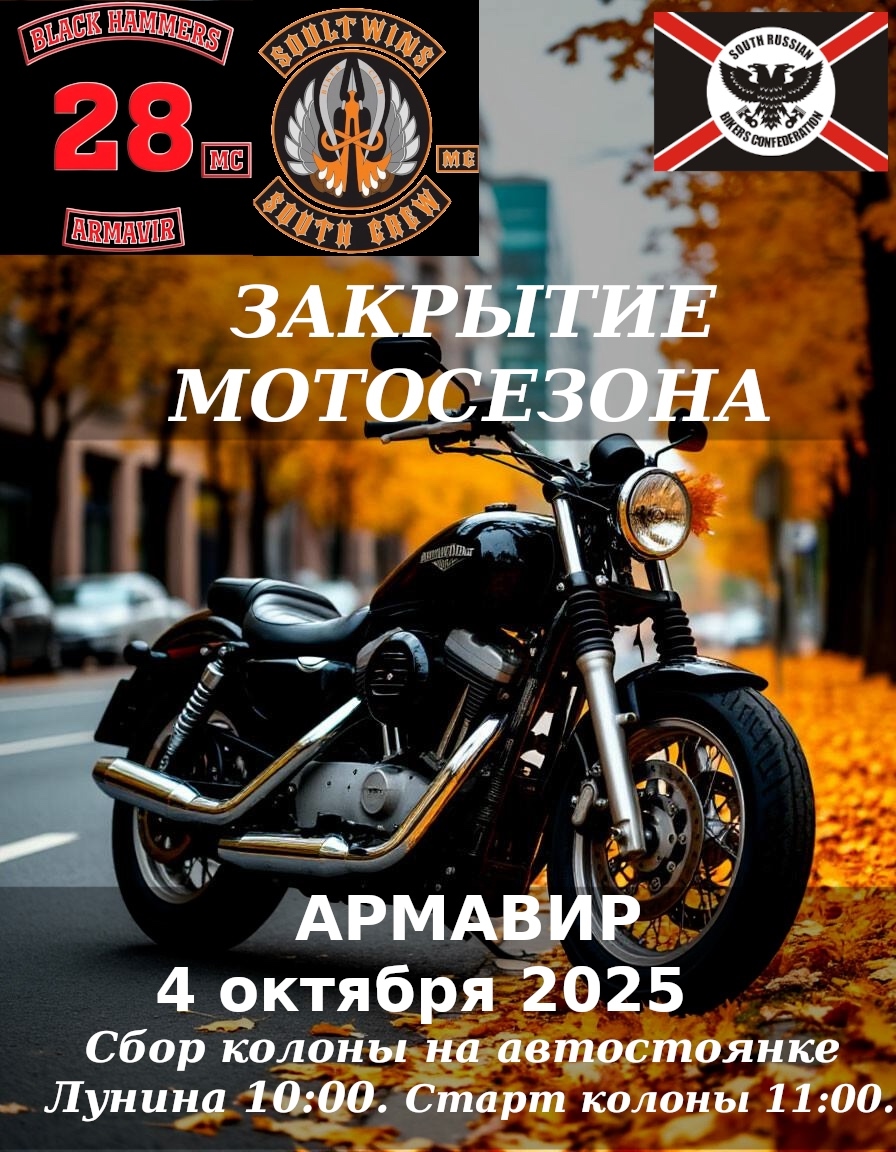 BLACK HAMMERS
28
MC
ARMAVIR
SOULTWINS
MC
SOUTH CREW
SOUTH RUSSIAN
BIKERS CONFEDERATION
ЗАКРЫТИЕ
МОТОСЕЗОНА
АРМАВИР
4 октября 2025
Сбор колоны на автостоянке
Лунина 10:00. Старт колоны 11:00.